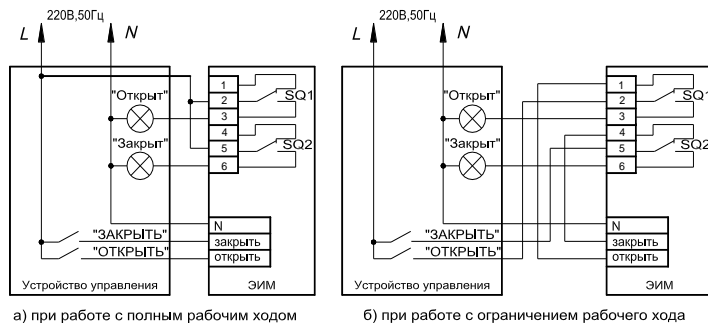 220В,50Гц
L N
"Открыт"
"Закрыт"
1
2
3
4
5
6
SQ1
SQ2
N
"ЗАКРЫТЬ" закрыть
"ОТКРЫТЬ" открыть
Устройство управления ЭИМ
а) при работе с полным рабочим ходом
220В,50Гц
L N
"Открыт"
"Закрыт"
1
2
3
4
5
6
SQ1
SQ2
N
"ЗАКРЫТЬ" закрыть
"ОТКРЫТЬ" открыть
Устройство управления ЭИМ
б) при работе с ограничением рабочего хода